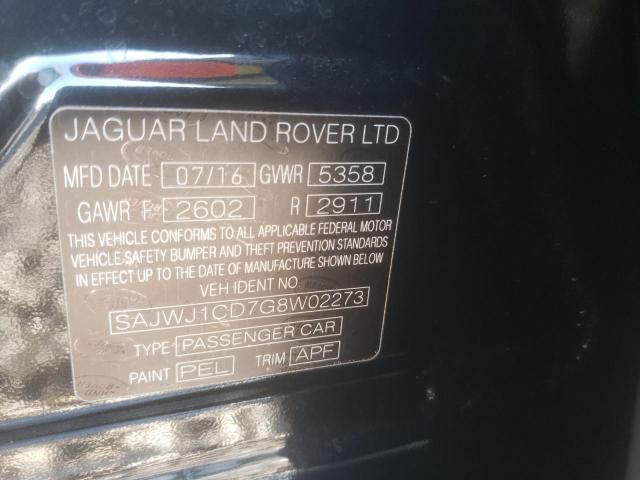 JAGUAR LAND ROVER LTD
MFD DATE 07/16 GVWR 5358
GAWR F 2602 R 2911
THIS VEHICLE CONFORMS TO ALL APPLICABLE FEDERAL MOTOR
VEHICLE SAFETY BUMPER AND THEFT PREVENTION STANDARDS
IN EFFECT UP TO THE DATE OF MANUFACTURE SHOWN BELOW
VEH IDENT NO.
SAJWJ1CD7G8W02273
TYPE PASSENGER CAR
PAINT PEL TRIM APF